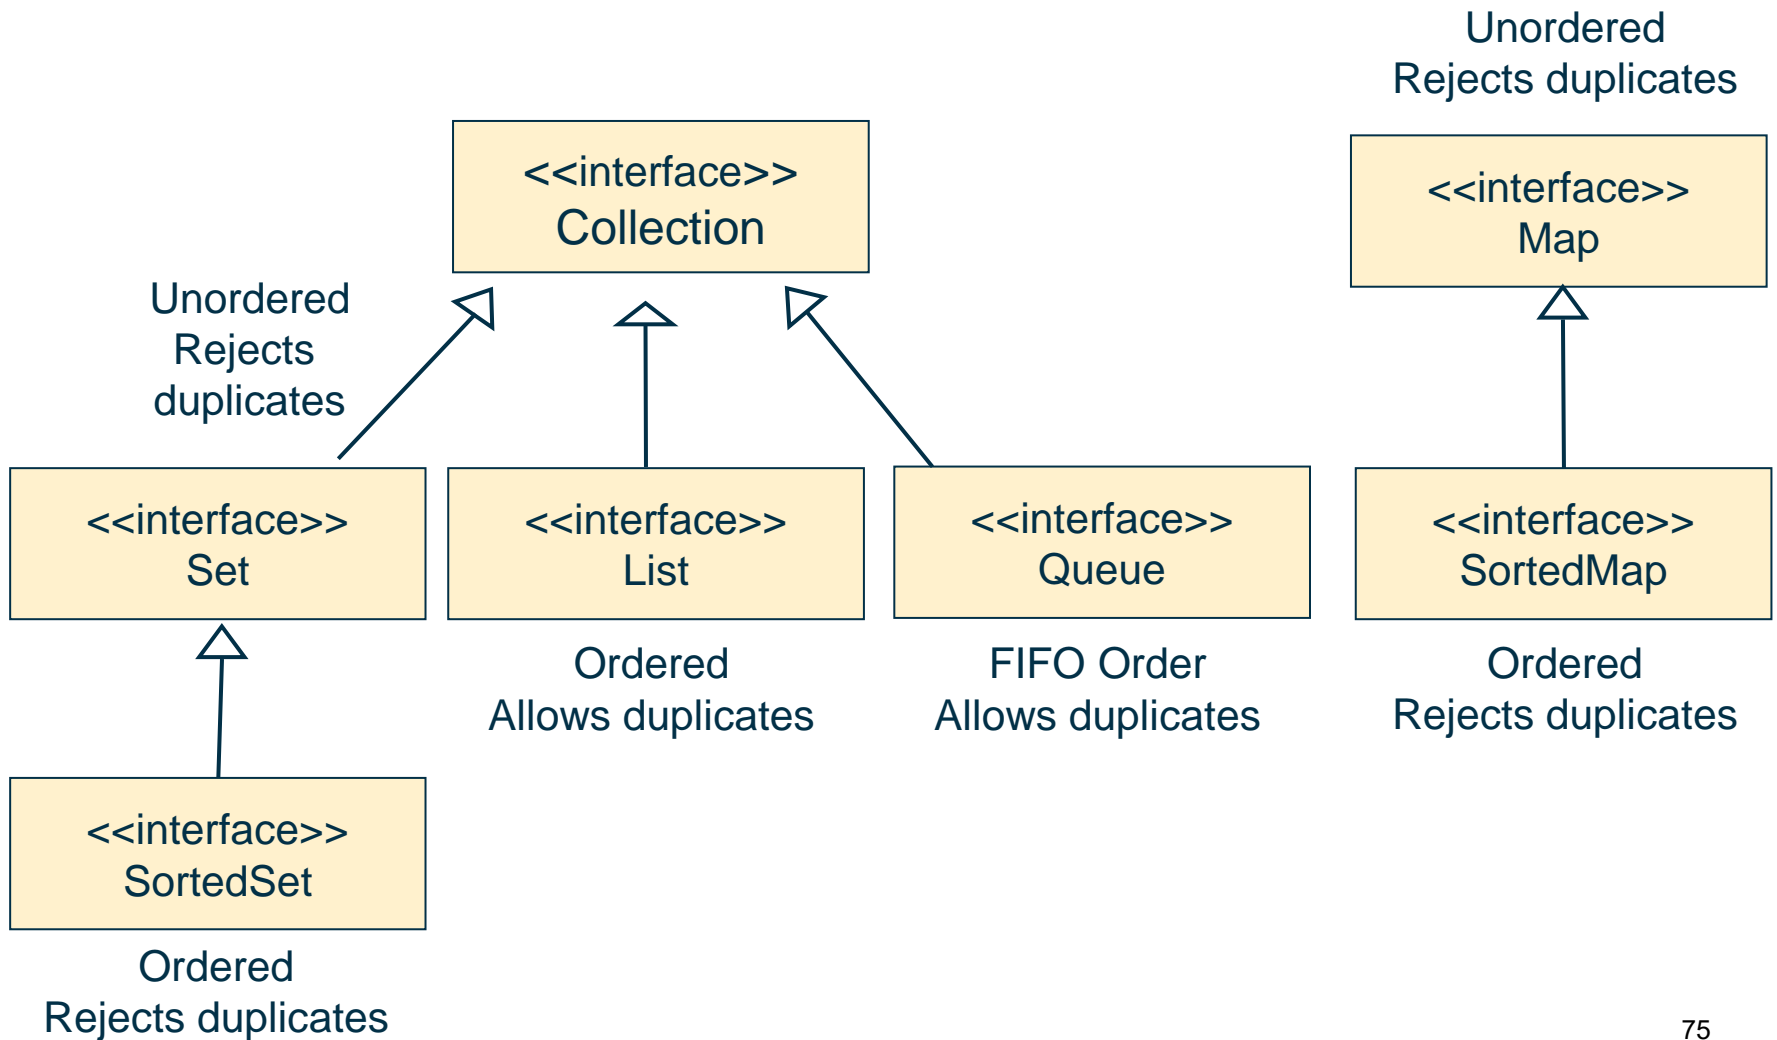 Unordered
Rejects duplicates
<<interface>>
Collection
<<interface>>
Map
Unordered
Rejects
duplicates
<<interface>>
Set
<<interface>>
List
<<interface>>
Queue
<<interface>>
SortedMap
Ordered
Allows duplicates
FIFO Order
Allows duplicates
Ordered
Rejects duplicates
<<interface>>
SortedSet
Ordered
Rejects duplicates
75